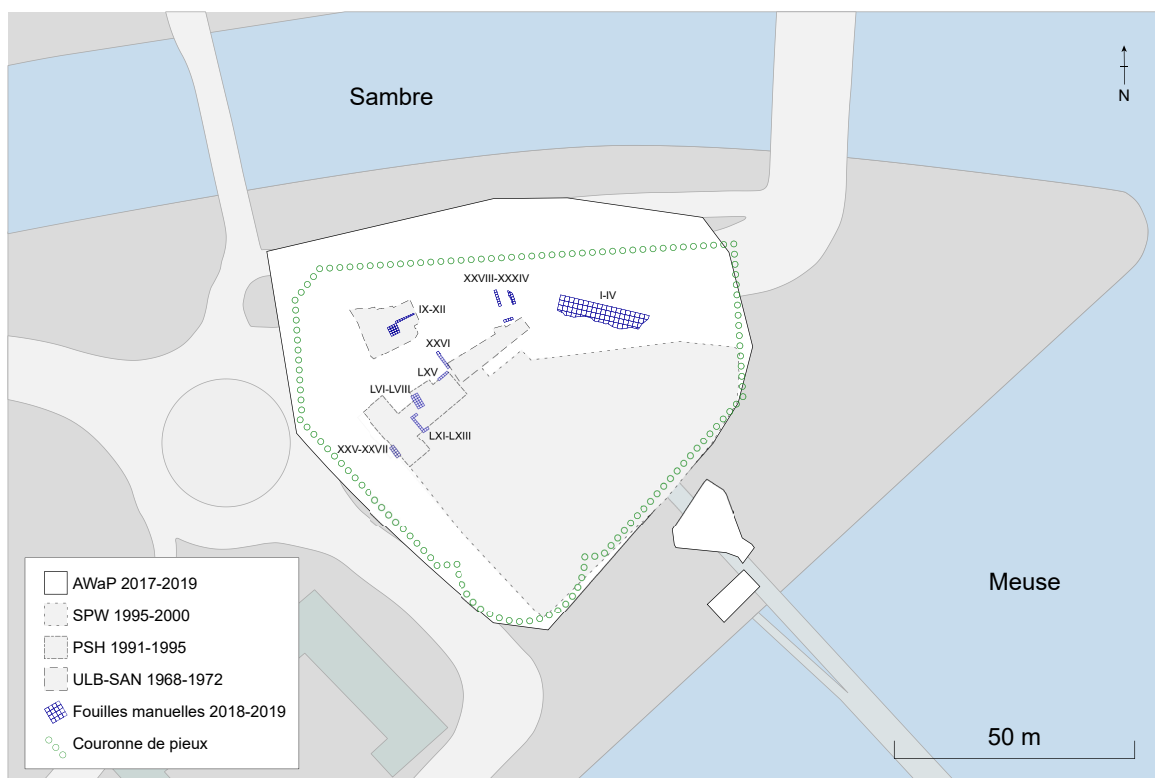 Sambre
N
XXVIII-XXXIV
I-IV
IX-XII
XXVI
LXV
LVI-LVIII
LXI-LXIII
XXV-XXVII
Meuse
AWaP 2017-2019
SPW 1995-2000
PSH 1991-1995
ULB-SAN 1968-1972
Fouilles manuelles 2018-2019
Couronne de pieux
50 m